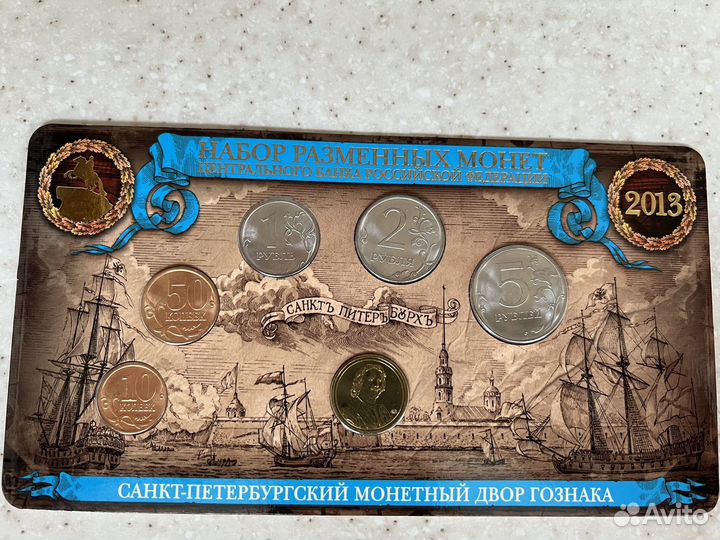 НАБОР РАЗМЕННЫХ МОНЕТ
ЦЕНТРАЛЬНОГО БАНКА РОССИЙСКОЙ ФЕДЕРАЦИИ
2013
1
РУБЛЬ
2
РУБЛЯ
5
РУБЛЕЙ
50
КОПЕЕК
САНКТЪ ПИТЕРЪ БУРХЪ
10
КОПЕЕК
САНКТ-ПЕТЕРБУРГСКИЙ МОНЕТНЫЙ ДВОР ГОЗНАКА
Avito